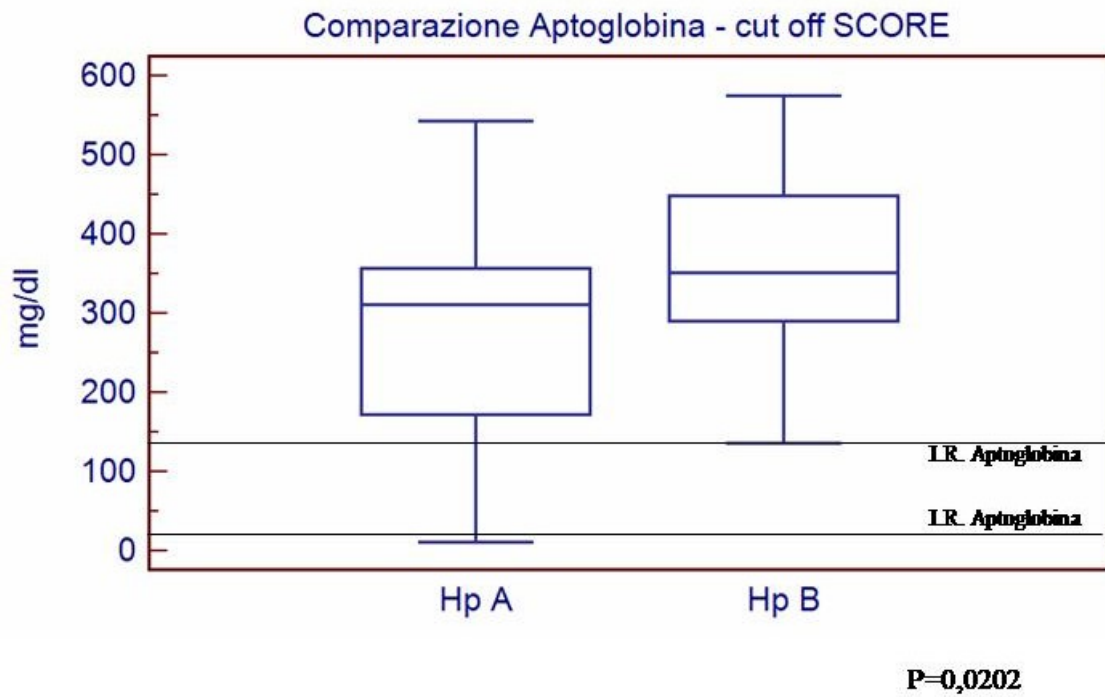 Comparazione Aptoglobina - cut off SCORE
600
500
400
300
200
100
0
mg/dl
I.R. Aptoglobina
I.R. Aptoglobina
Hp A
Hp B
P=0,0202